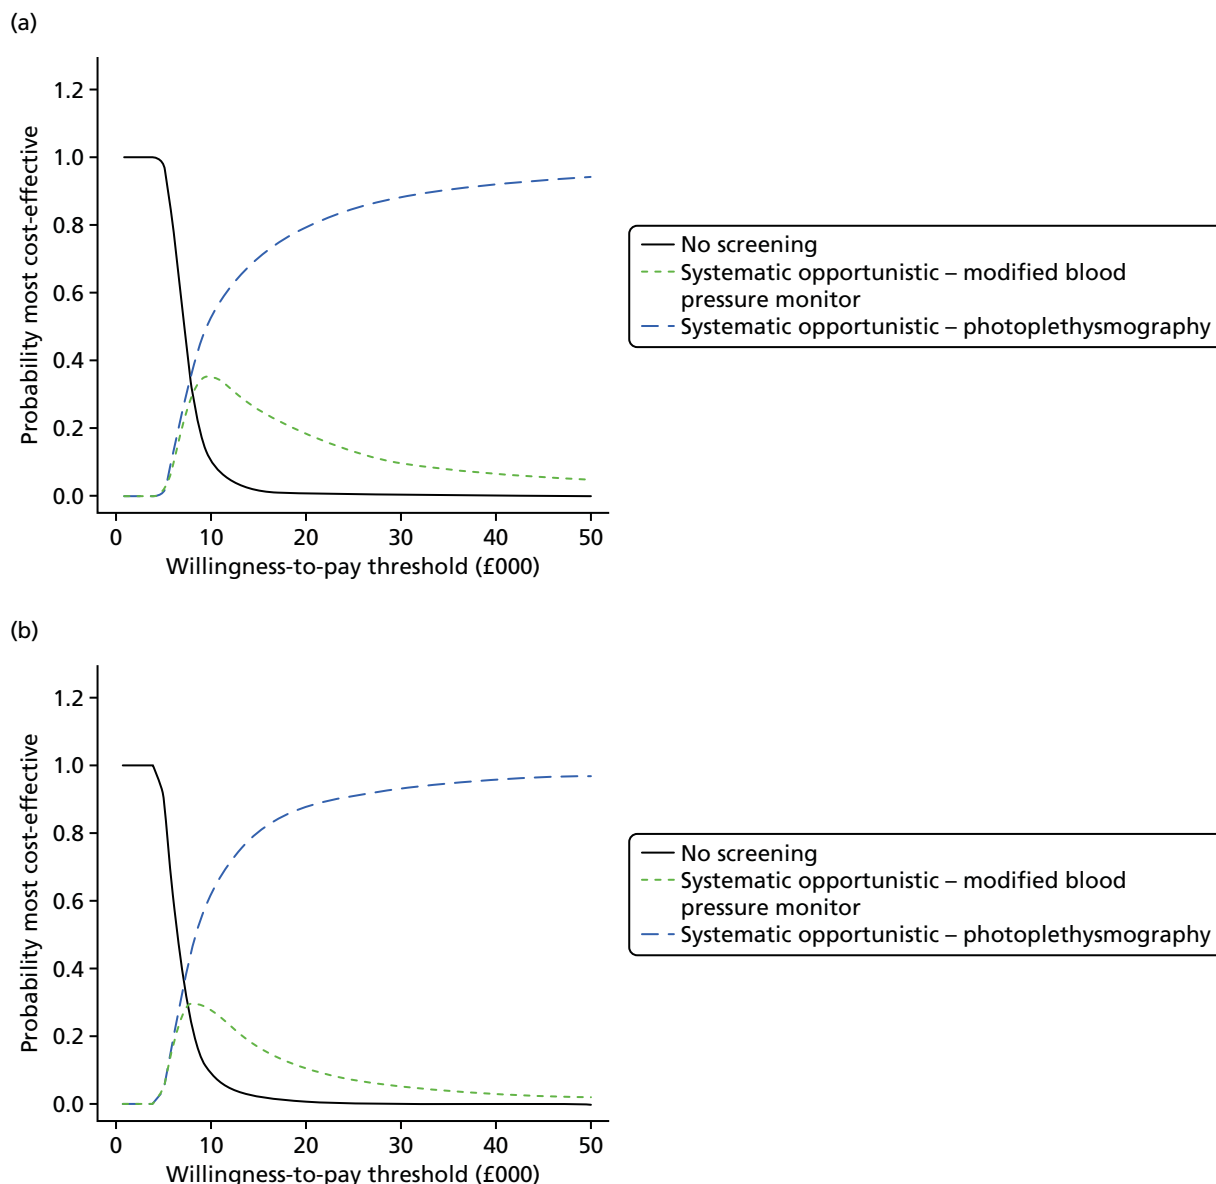 (a)
Probability most cost-effective
1.2
1.0
0.8
0.6
0.4
0.2
0.0
0 10 20 30 40 50
Willingness-to-pay threshold (£000)
No screening
Systematic opportunistic – modified blood
pressure monitor
Systematic opportunistic – photoplethysmography
(b)
Probability most cost-effective
1.2
1.0
0.8
0.6
0.4
0.2
0.0
0 10 20 30 40 50
Willingness-to-pay threshold (£000)
No screening
Systematic opportunistic – modified blood
pressure monitor
Systematic opportunistic – photoplethysmography